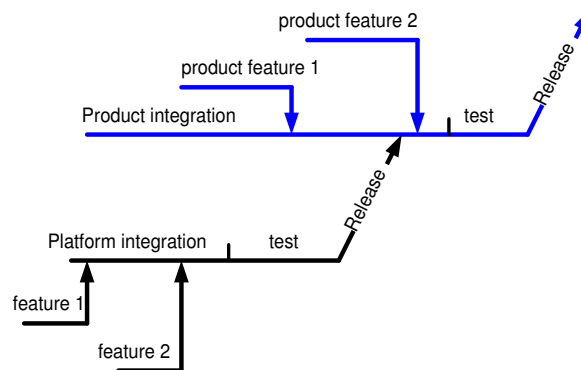 product feature 2
product feature 1
Release
Product integration
test
Release
Platform integration
test
feature 1
feature 2